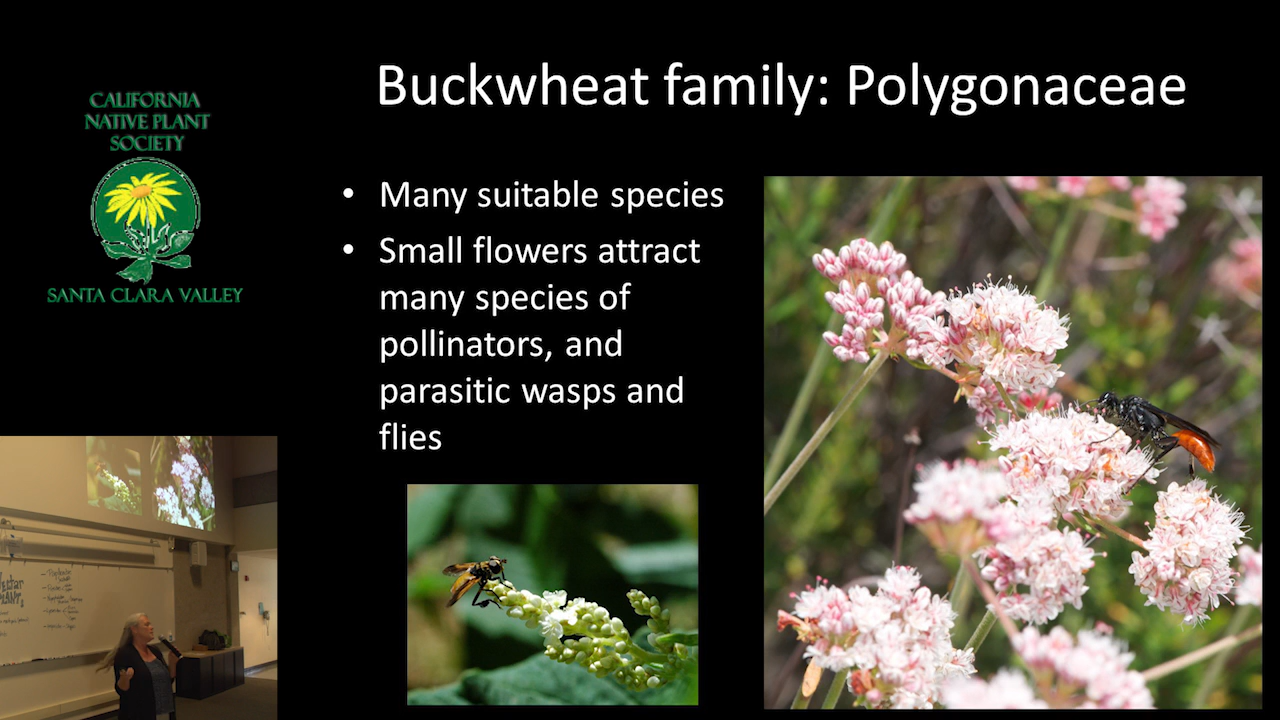 CALIFORNIA
NATIVE PLANT
SOCIETY
SANTA CLARA VALLEY
Buckwheat family: Polygonaceae
• Many suitable species
• Small flowers attract
many species of
pollinators, and
parasitic wasps and
flies